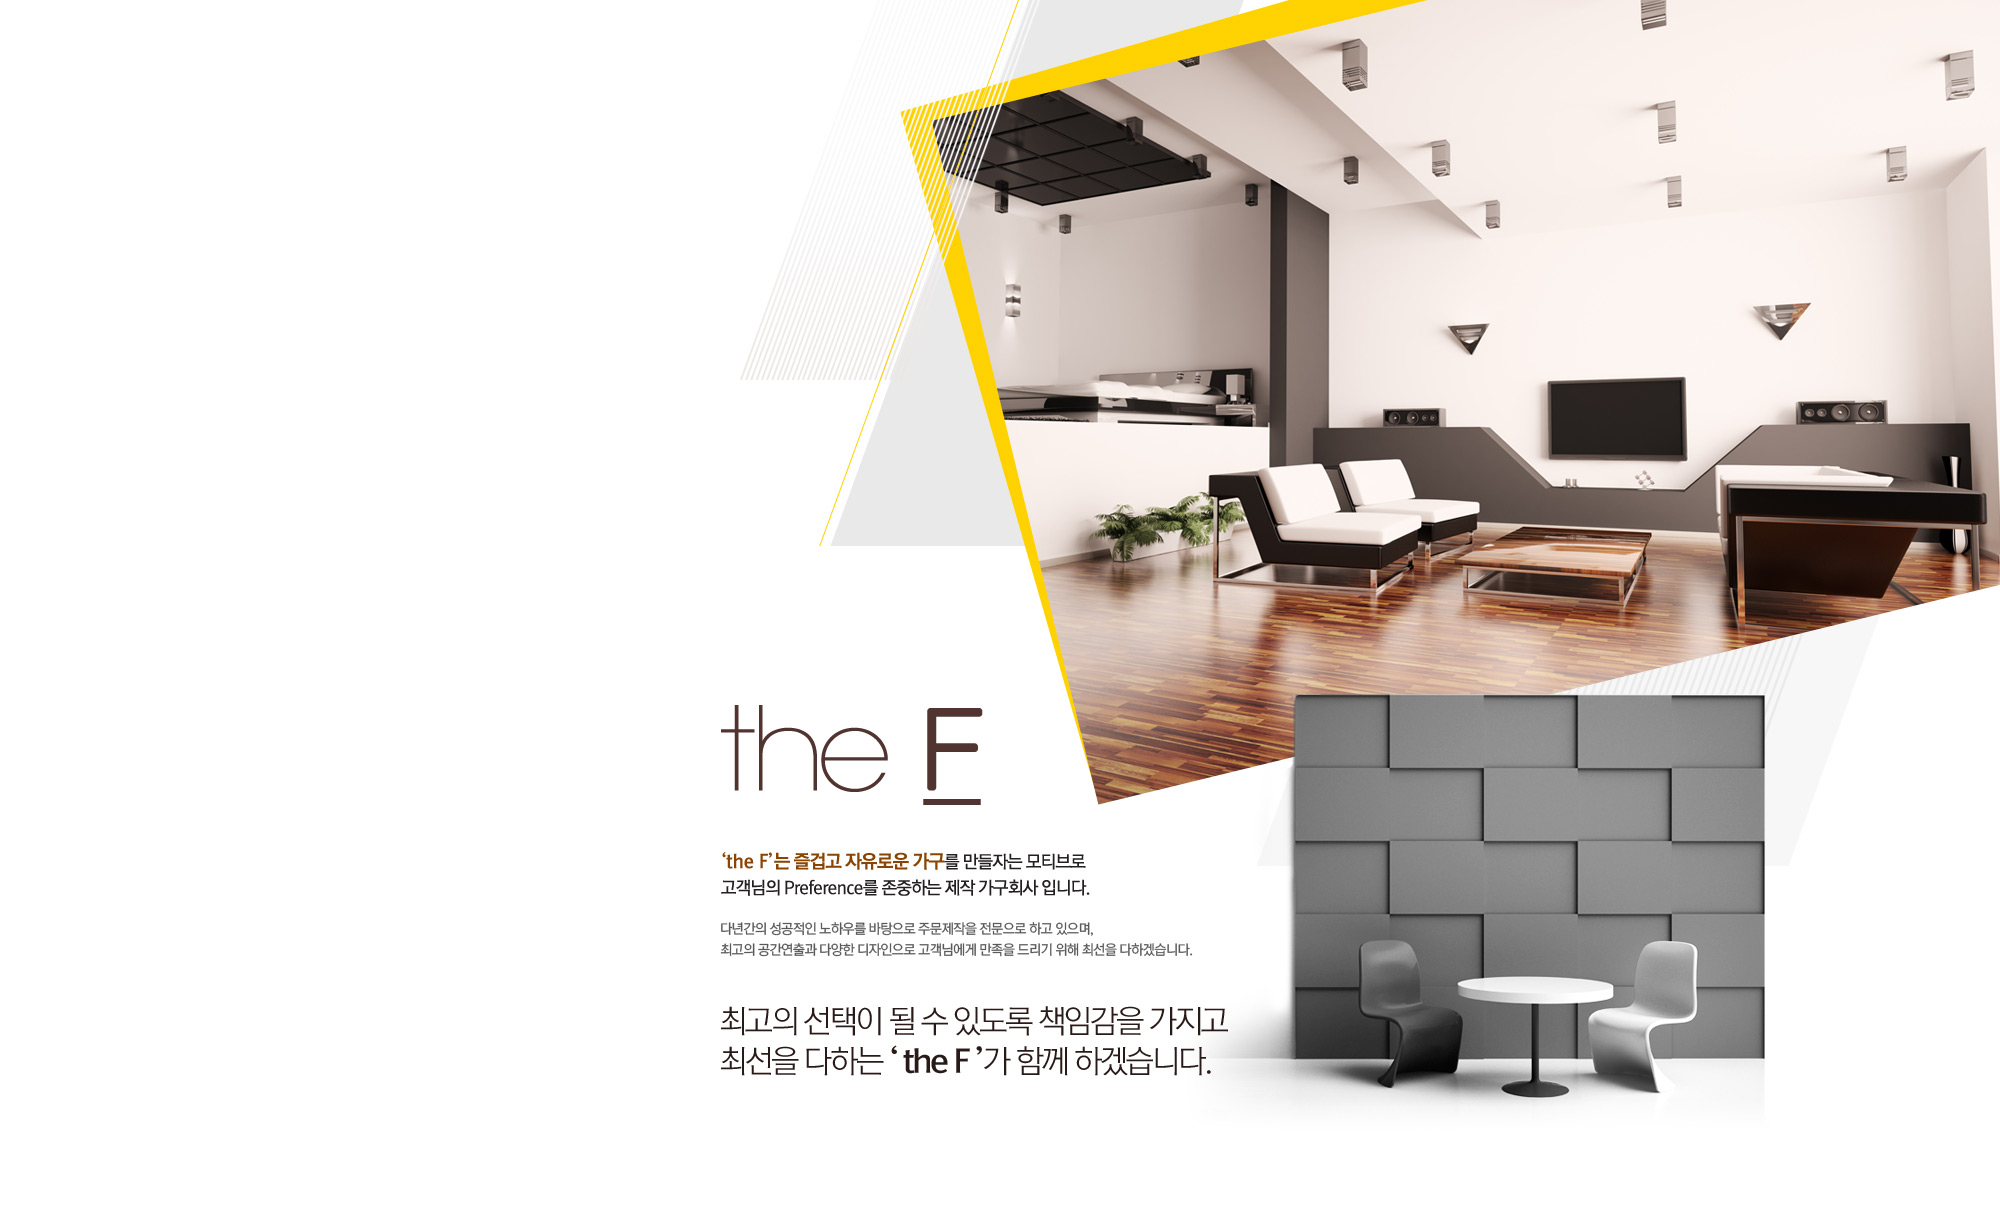 the F
‘the F’는 즐겁고 자유로운 가구를 만들자는 모티브로
고객님의 Preference를 존중하는 제작 가구회사 입니다.
다년간의 성공적인 노하우를 바탕으로 주문제작을 전문으로 하고 있으며,
최고의 공간연출과 다양한 디자인으로 고객님에게 만족을 드리기 위해 최선을 다하겠습니다.
최고의 선택이 될 수 있도록 책임감을 가지고
최선을 다하는 ‘ the F ’가 함께 하겠습니다.